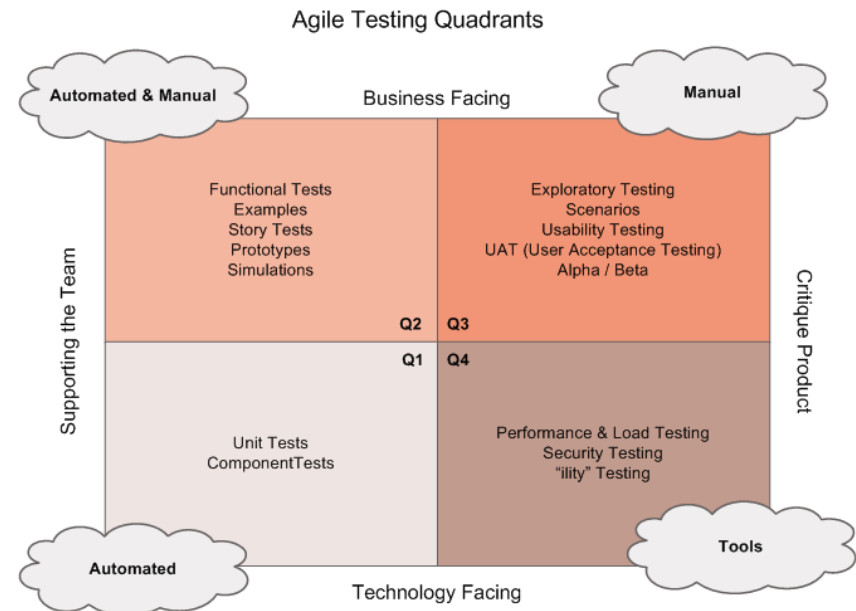 Agile Testing Quadrants
Automated & Manual
Business Facing
Manual
Supporting the Team
Functional Tests
Examples
Story Tests
Prototypes
Simulations
Q2
Exploratory Testing
Scenarios
Usability Testing
UAT (User Acceptance Testing)
Alpha / Beta
Q3
Critique Product
Q1
Unit Tests
ComponentTests
Q4
Performance & Load Testing
Security Testing
“ility” Testing
Automated
Technology Facing
Tools